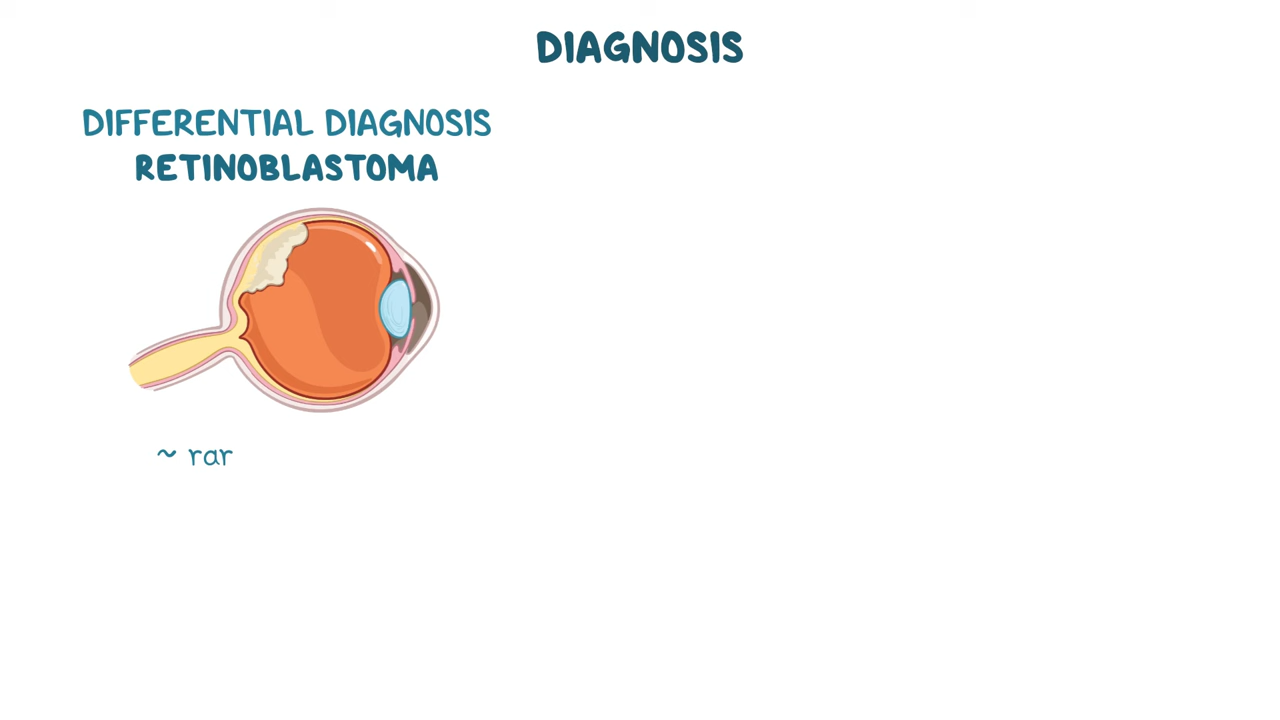 DIAGNOSIS
DIFFERENTIAL DIAGNOSIS
RETINOBLASTOMA
~ rar